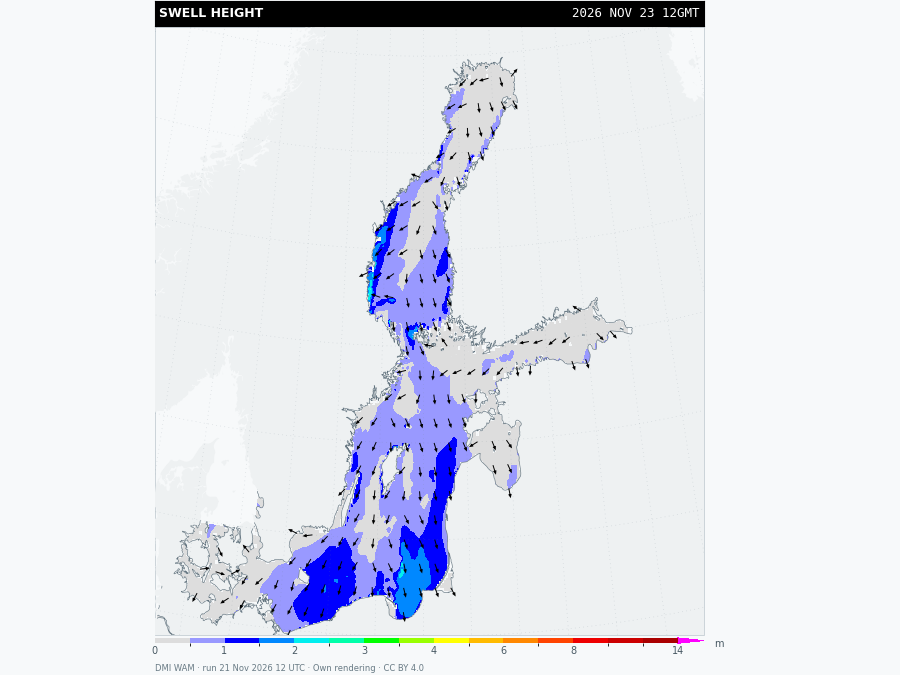 SWELL HEIGHT 2026 NOV 23 12GMT
0 1 2 3 4 6 8 14 m
DMI WAM · run 21 Nov 2026 12 UTC · Own rendering · CC BY 4.0